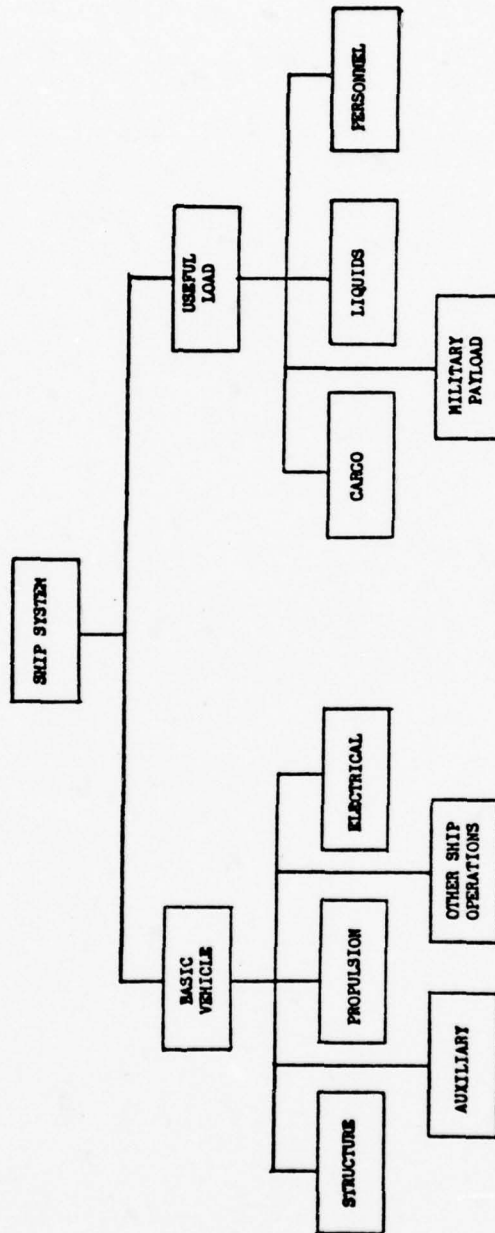 SHIP SYSTEM
BASIC
VEHICLE
USEFUL
LOAD
STRUCTURE
PROPULSION
ELECTRICAL
AUXILIARY
OTHER SHIP
OPERATIONS
CARGO
LIQUIDS
PERSONNEL
MILITARY
PAYLOAD